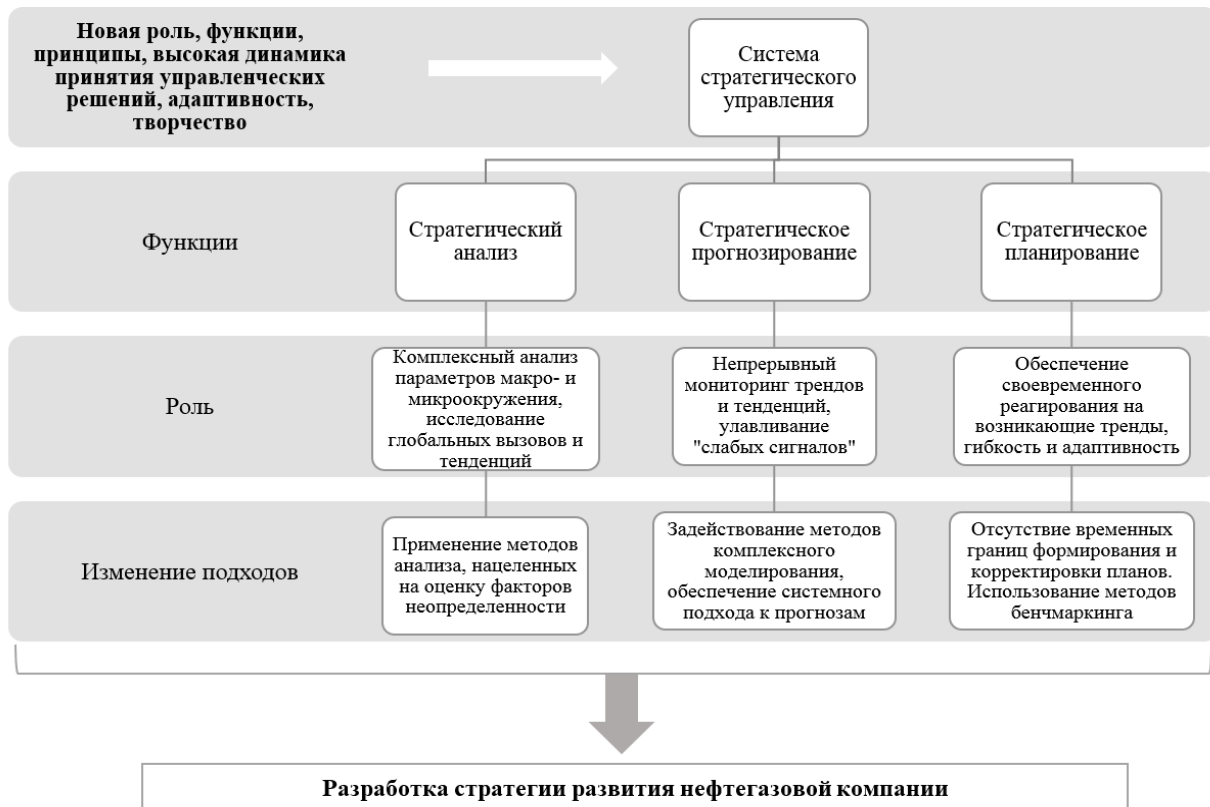 Новая роль, функции,
принципы, высокая динамика
принятия управленческих
решений, адаптивность,
творчество
Система
стратегического
управления
Функции
Стратегический
анализ
Стратегическое
прогнозирование
Стратегическое
планирование
Роль
Комплексный анализ
параметров макро- и
микроокружения,
исследование
глобальных вызовов и
тенденций
Непрерывный
мониторинг трендов
и тенденций,
улавливание
"слабых сигналов"
Обеспечение
своевременного
реагирования на
возникающие тренды,
гибкость и адаптивность
Изменение подходов
Применение методов
анализа, нацеленных
на оценку факторов
неопределенности
Задействование методов
комплексного
моделирования,
обеспечение системного
подхода к прогнозам
Отсутствие временных
границ формирования и
корректировки планов.
Использование методов
бенчмаркинга
Разработка стратегии развития нефтегазовой компании